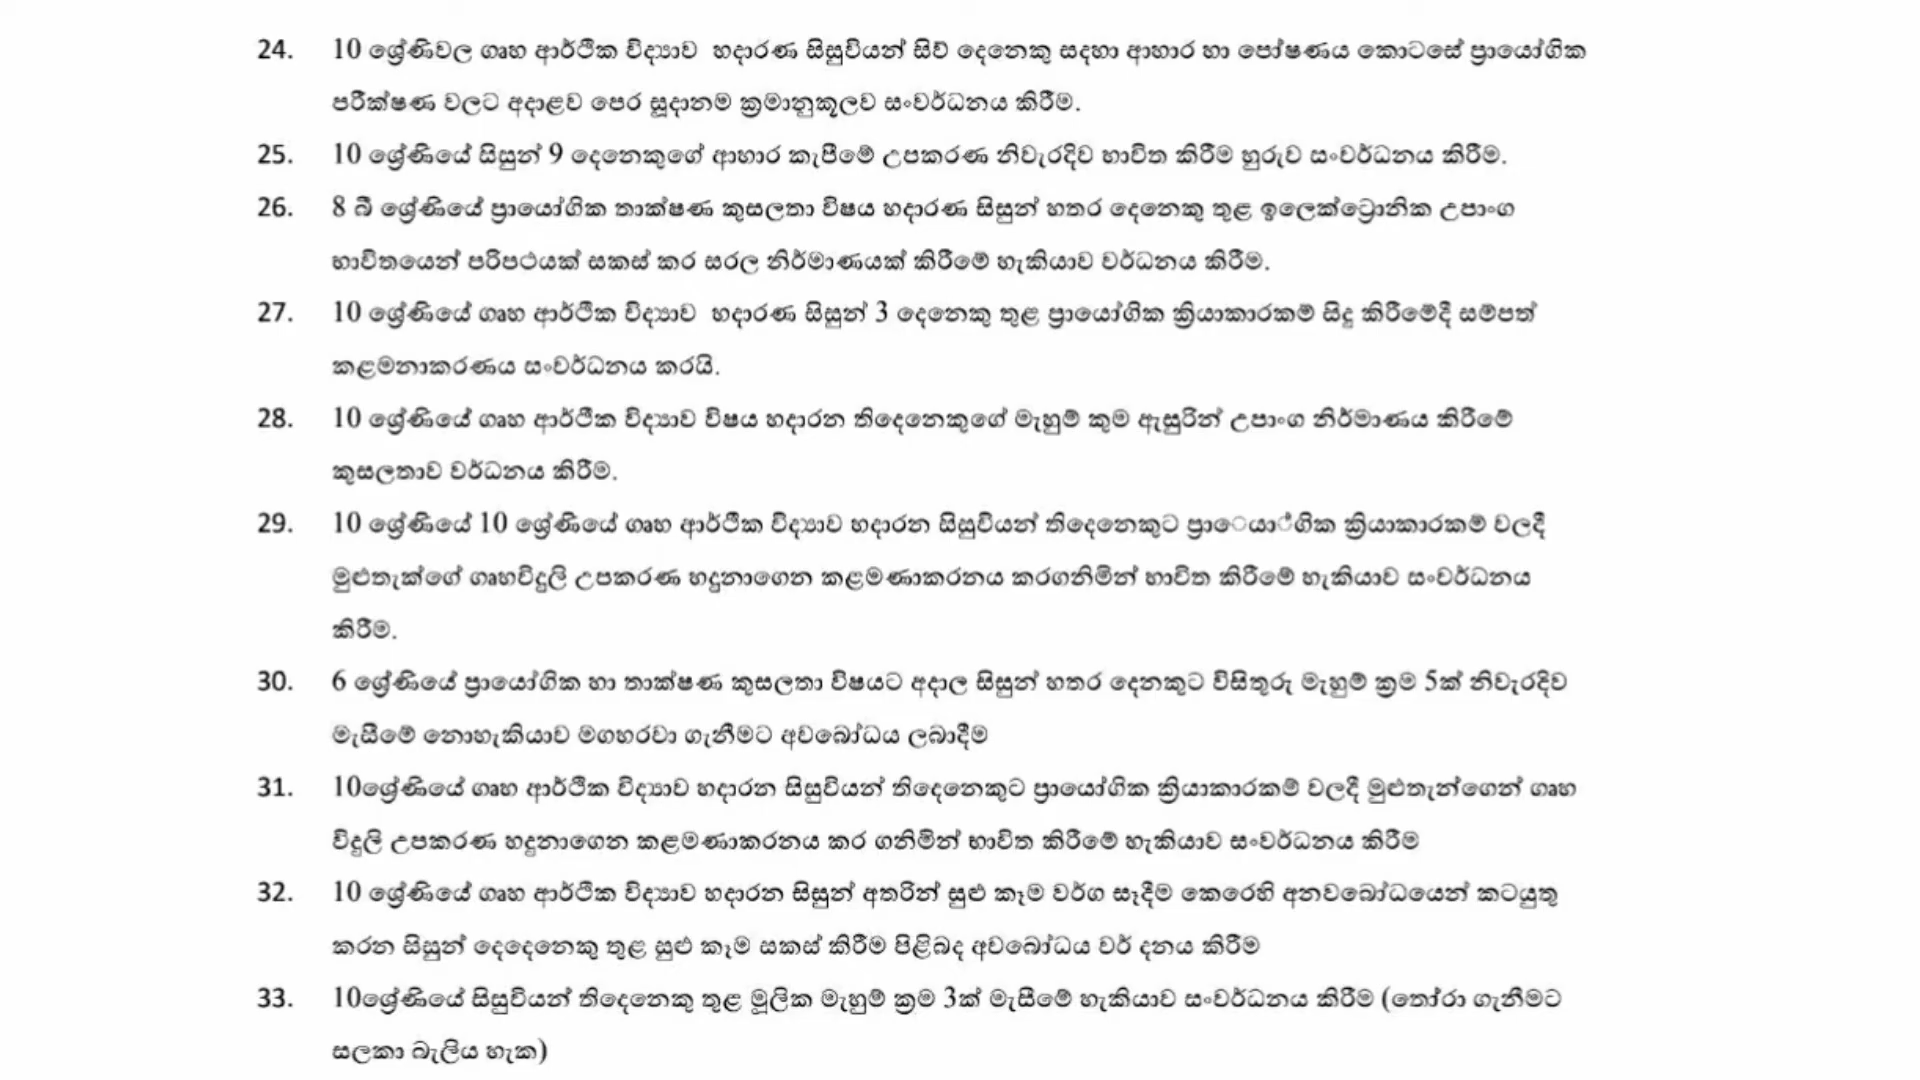 24. 10 ශ්‍රේණිවල ගෘහ ආර්ථික විද්‍යාව හදාරණ සිසුවියන් සිව් දෙනෙකු සඳහා ආහාර හා පෝෂණය කොටසේ ප්‍රායෝගික
පරීක්ෂණ වලට අදාළව පෙර සූදානම ක්‍රමානුකූලව සංවර්ධනය කිරීම.
25. 10 ශ්‍රේණියේ සිසුන් 9 දෙනෙකුගේ ආහාර කැපීමේ උපකරණ නිවැරදිව භාවිත කිරීම හුරුව සංවර්ධනය කිරීම.
26. 8 බී ශ්‍රේණියේ ප්‍රායෝගික තාක්ෂණ කුසලතා විෂය හදාරණ සිසුන් හතර දෙනෙකු තුළ ඉලෙක්ට්‍රොනික උපාංග
භාවිතයෙන් පරිපථයක් සකස් කර සරල නිර්මාණයක් කිරීමේ හැකියාව වර්ධනය කිරීම.
27. 10 ශ්‍රේණියේ ගෘහ ආර්ථික විද්‍යාව හදාරණ සිසුන් 3 දෙනෙකු තුළ ප්‍රායෝගික ක්‍රියාකාරකම් සිදු කිරීමේදී සම්පත්
කළමනාකරණය සංවර්ධනය කරයි.
28. 10 ශ්‍රේණියේ ගෘහ ආර්ථික විද්‍යාව විෂය හදාරන තිදෙනෙකුගේ මැහුම් ක්‍රම ඇසුරින් උපාංග නිර්මාණය කිරීමේ
කුසලතාව වර්ධනය කිරීම.
29. 10 ශ්‍රේණියේ 10 ශ්‍රේණියේ ගෘහ ආර්ථික විද්‍යාව හදාරන සිසුවියන් තිදෙනෙකුට ප්‍රාෙයා්ගික ක්‍රියාකාරකම් වලදී
මුළුතැන්ගේ ගෘහවිදුලි උපකරණ හදුනාගෙන කළමණාකරනය කරගනිමින් භාවිත කිරීමේ හැකියාව සංවර්ධනය
කිරීම.
30. 6 ශ්‍රේණියේ ප්‍රායෝගික හා තාක්ෂණ කුසලතා විෂයට අදාල සිසුන් හතර දෙනකුට විසිතුරු මැහුම් ක්‍රම 5ක් නිවැරදිව
මැසීමේ නොහැකියාව මගහරවා ගැනීමට අවබෝධය ලබාදීම
31. 10ශ්‍රේණියේ ගෘහ ආර්ථික විද්‍යාව හදාරන සිසුවියන් තිදෙනෙකුට ප්‍රායෝගික ක්‍රියාකාරකම් වලදී මුළුතැන්ගෙන් ගෘහ
විදුලි උපකරණ හදුනාගෙන කළමණාකරනය කර ගනිමින් භාවිත කිරීමේ හැකියාව සංවර්ධනය කිරීම
32. 10 ශ්‍රේණියේ ගෘහ ආර්ථික විද්‍යාව හදාරන සිසුන් අතරින් සුළු කෑම වර්ග සෑදීම කෙරෙහි අනවබෝධයෙන් කටයුතු
කරන සිසුන් දෙදෙනෙකු තුළ සුළු කෑම සකස් කිරීම පිළිබද අවබෝධය වර් දනය කිරීම
33. 10ශ්‍රේණියේ සිසුවියන් තිදෙනෙකු තුළ මූලික මැහුම් ක්‍රම 3ක් මැසීමේ හැකියාව සංවර්ධනය කිරීම (තෝරා ගැනීමට
සලකා බැලිය හැක)